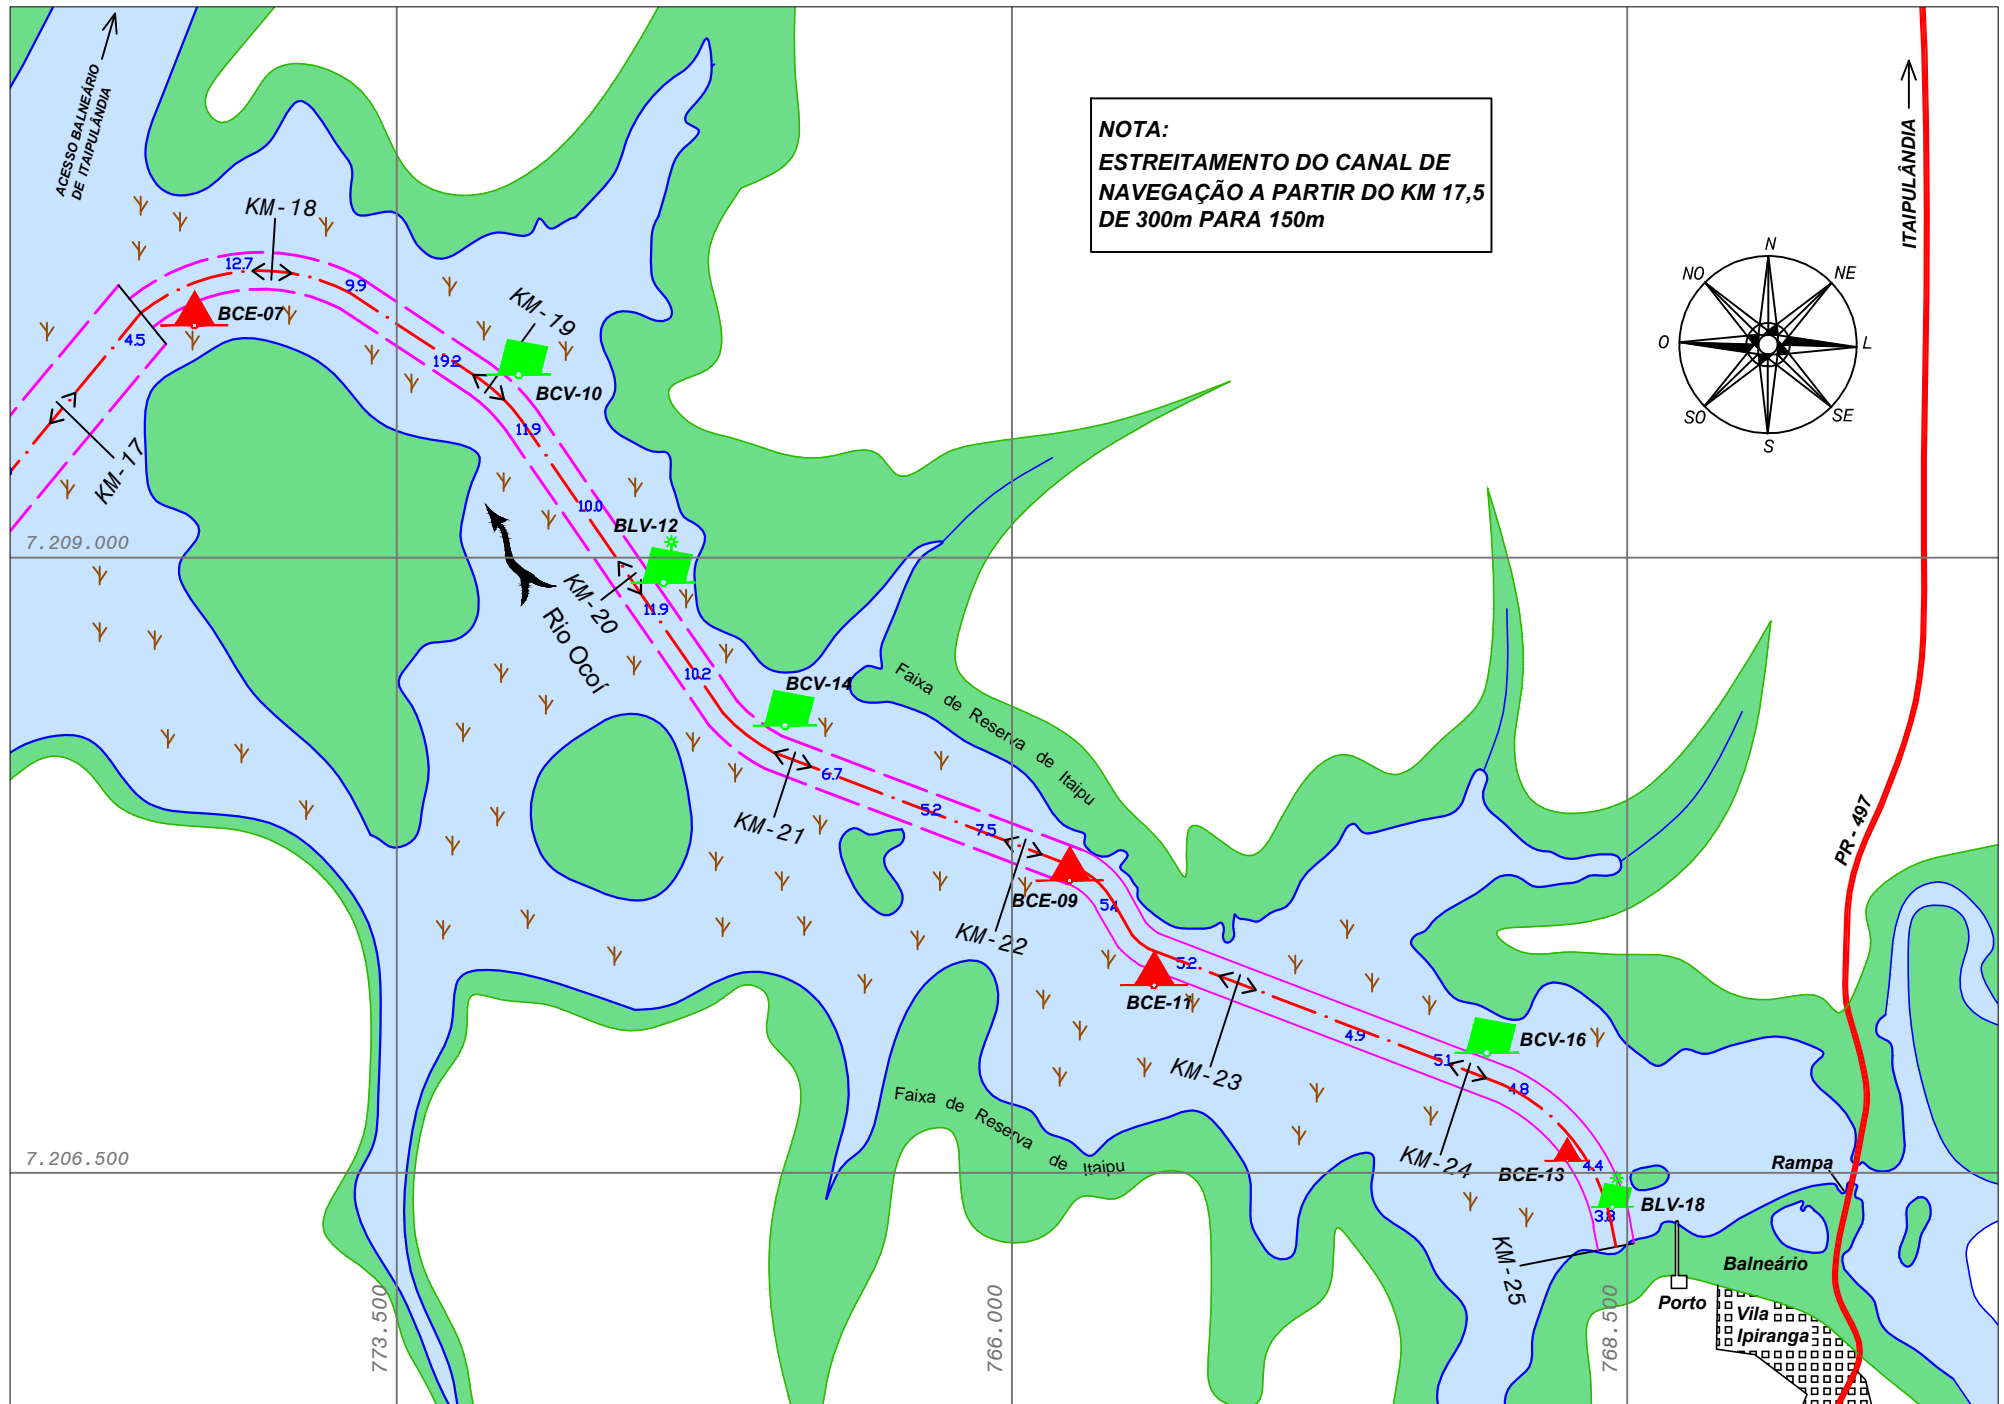 ACESSO BALNEÁRIO
DE ITAIPULÂNDIA
NOTA:
ESTREITAMENTO DO CANAL DE
NAVEGAÇÃO A PARTIR DO KM 17,5
DE 300m PARA 150m
ITAIPULÂNDIA
N
NO
NE
O
L
SO
SE
S
KM-18
12.7
9.9
BCE-07
4.5
KM-17
KM-19
19.2
BCV-10
11.9
10.0
BLV-12
7.209.000
KM-20
11.9
Rio Ocoí
10.2
BCV-14
Faixa de Reserva de Itaipu
6.7
KM-21
5.2
7.5
PR - 497
BCE-09
5.4
KM-22
5.2
BCE-11
KM-23
4.9
BCV-16
5.1
4.8
Faixa de Reserva de Itaipu
KM-24
7.206.500
BCE-13
4.4
Rampa
BLV-18
3.8
KM-25
Balneário
Porto
Vila
Ipiranga
773.500
766.000
768.500